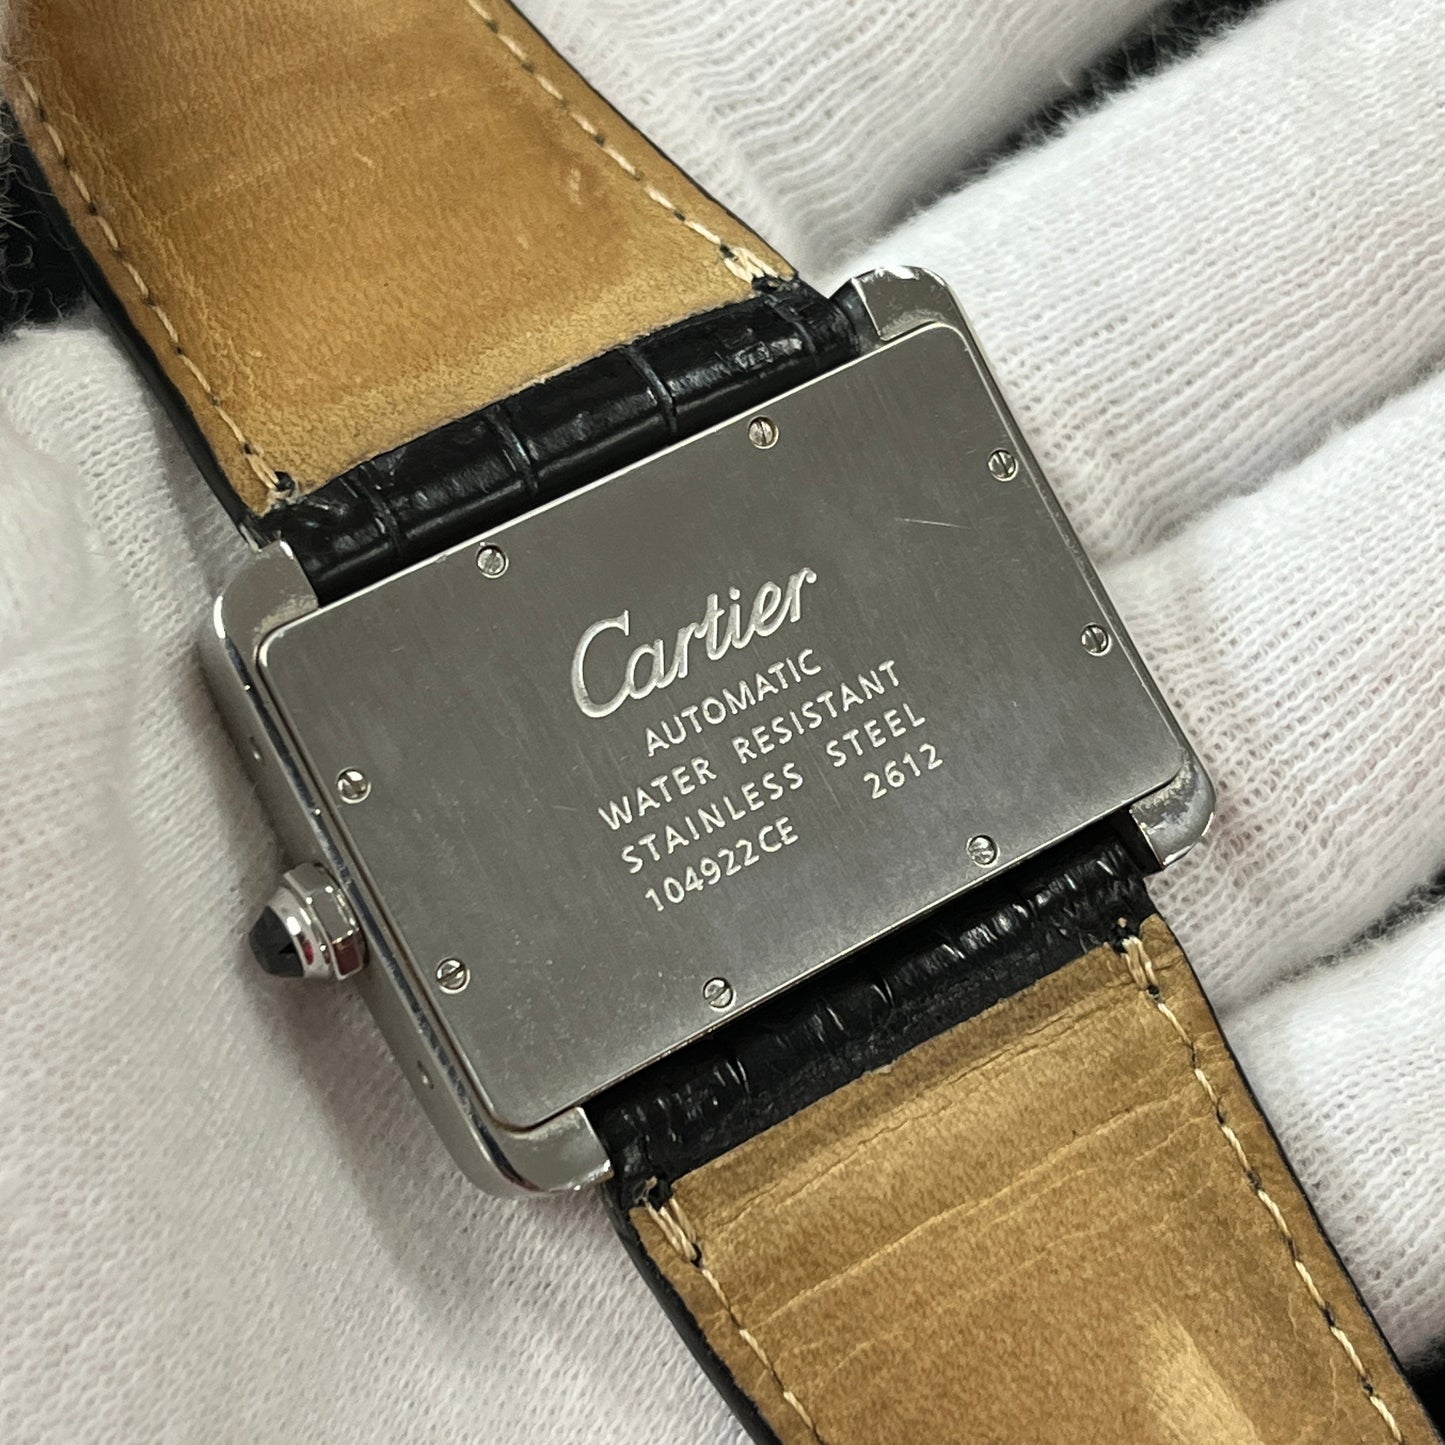 Cartier
AUTOMATIC
WATER RESISTANT
STAINLESS STEEL
104922CE 2612